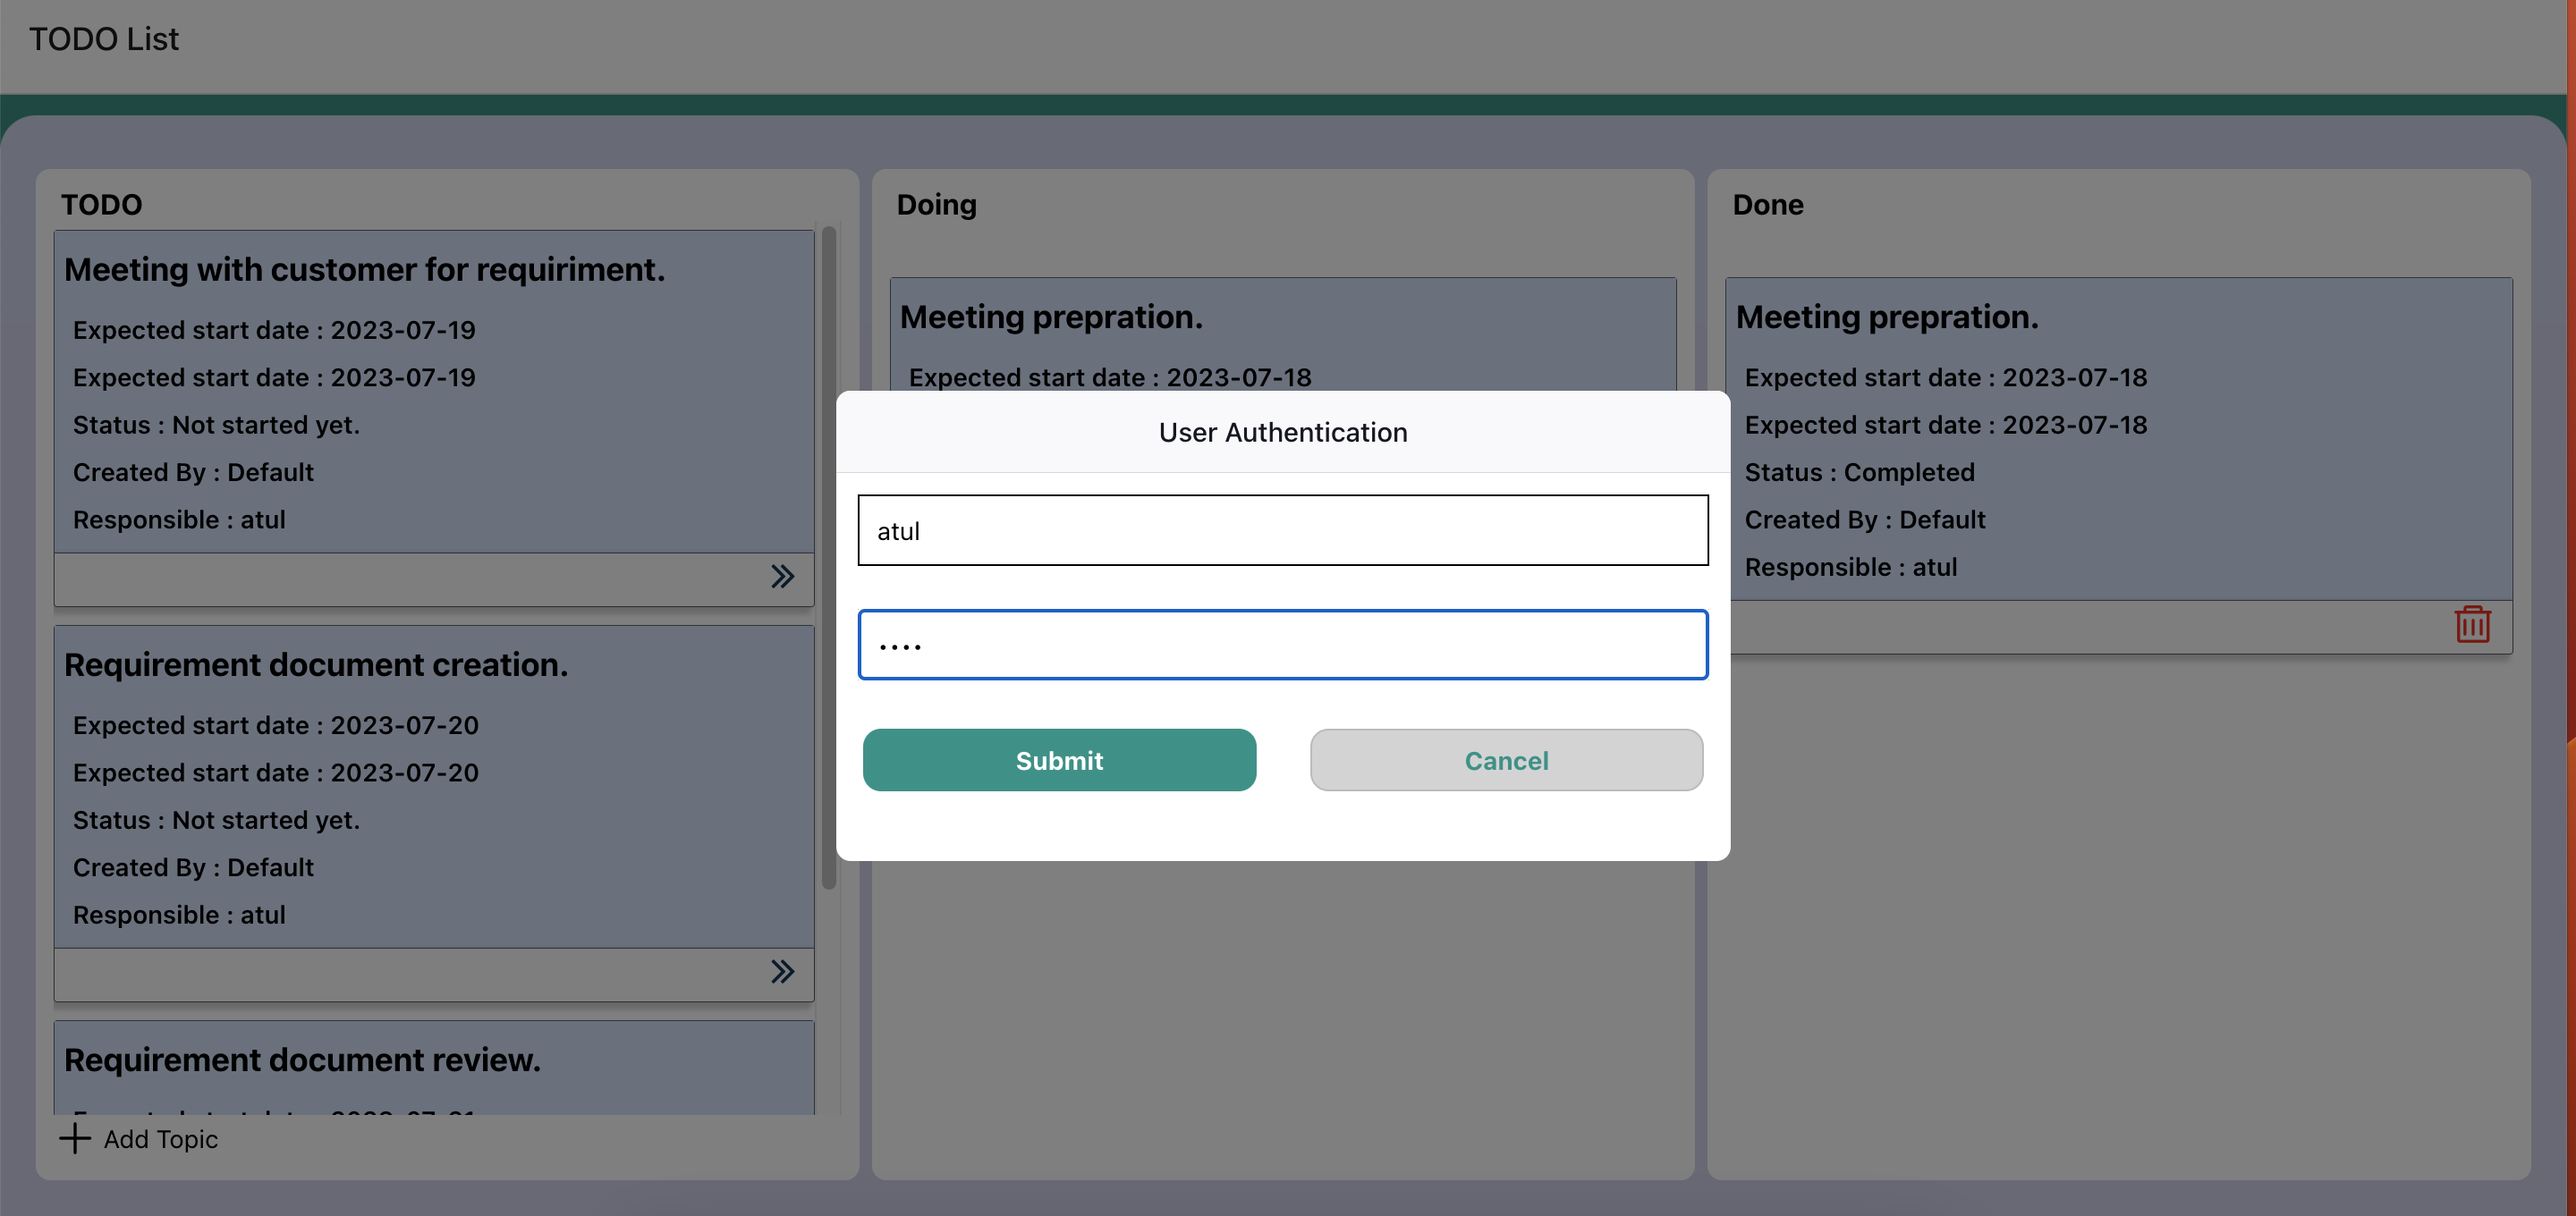 TODO List
TODO
Meeting with customer for requiriment.
Expected start date : 2023-07-19
Expected start date : 2023-07-19
Status : Not started yet.
Created By : Default
Responsible : atul
Requirement document creation.
Expected start date : 2023-07-20
Expected start date : 2023-07-20
Status : Not started yet.
Created By : Default
Responsible : atul
Requirement document review.
Add Topic
Doing
Meeting prepration.
Expected start date : 2023-07-18
User Authentication
atul
....
Submit
Cancel
Done
Meeting prepration.
Expected start date : 2023-07-18
Expected start date : 2023-07-18
Status : Completed
Created By : Default
Responsible : atul